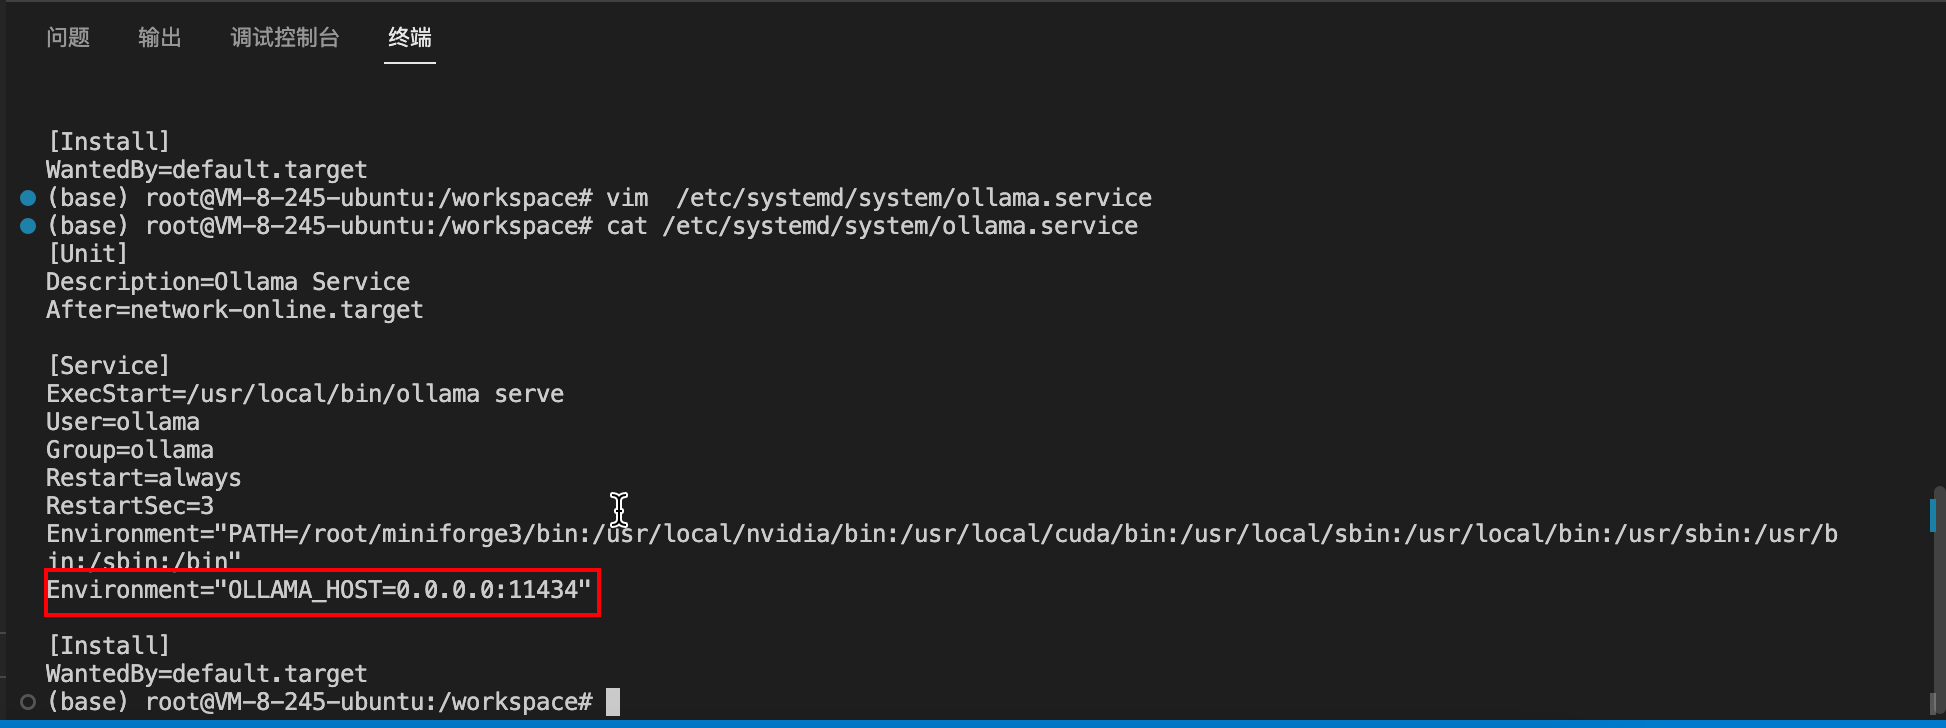 问题 输出 调试控制台 终端
[Install]
WantedBy=default.target
(base) root@VM-8-245-ubuntu:/workspace# vim  /etc/systemd/system/ollama.service
(base) root@VM-8-245-ubuntu:/workspace# cat /etc/systemd/system/ollama.service
[Unit]
Description=Ollama Service
After=network-online.target
[Service]
ExecStart=/usr/local/bin/ollama serve
User=ollama
Group=ollama
Restart=always
RestartSec=3
Environment="PATH=/root/miniforge3/bin:/usr/local/nvidia/bin:/usr/local/cuda/bin:/usr/local/sbin:/usr/local/bin:/usr/sbin:/usr/b
in:/sbin:/bin"
Environment="OLLAMA_HOST=0.0.0.0:11434"
[Install]
WantedBy=default.target
(base) root@VM-8-245-ubuntu:/workspace#